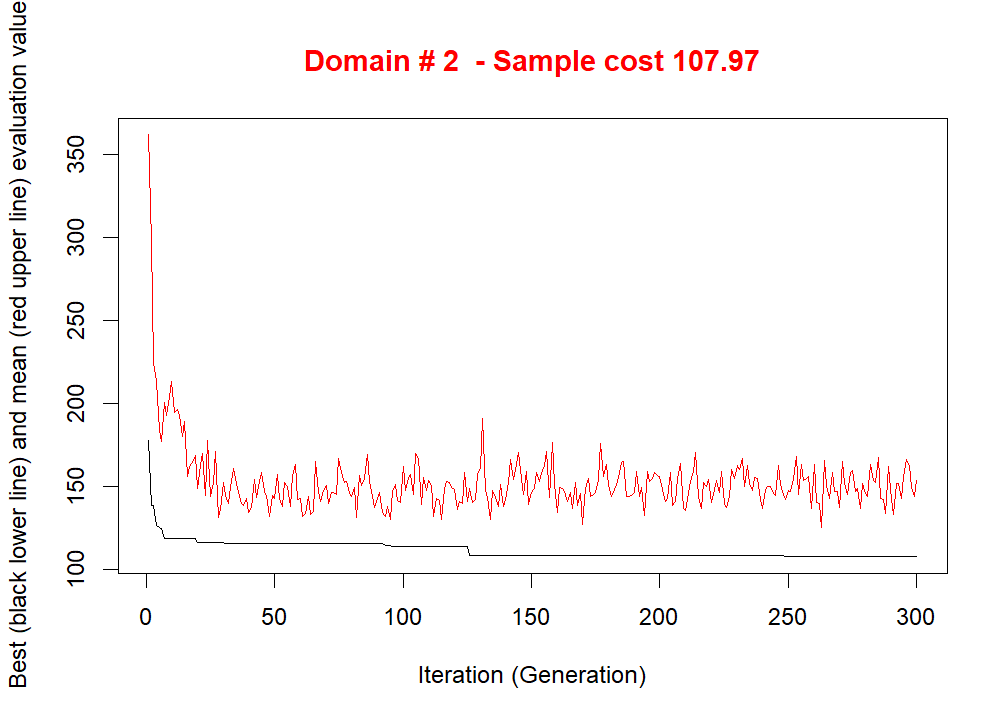 Domain # 2  - Sample cost 107.97
Best (black lower line) and mean (red upper line) evaluation value
350
300
250
200
150
100
0 50 100 150 200 250 300
Iteration (Generation)